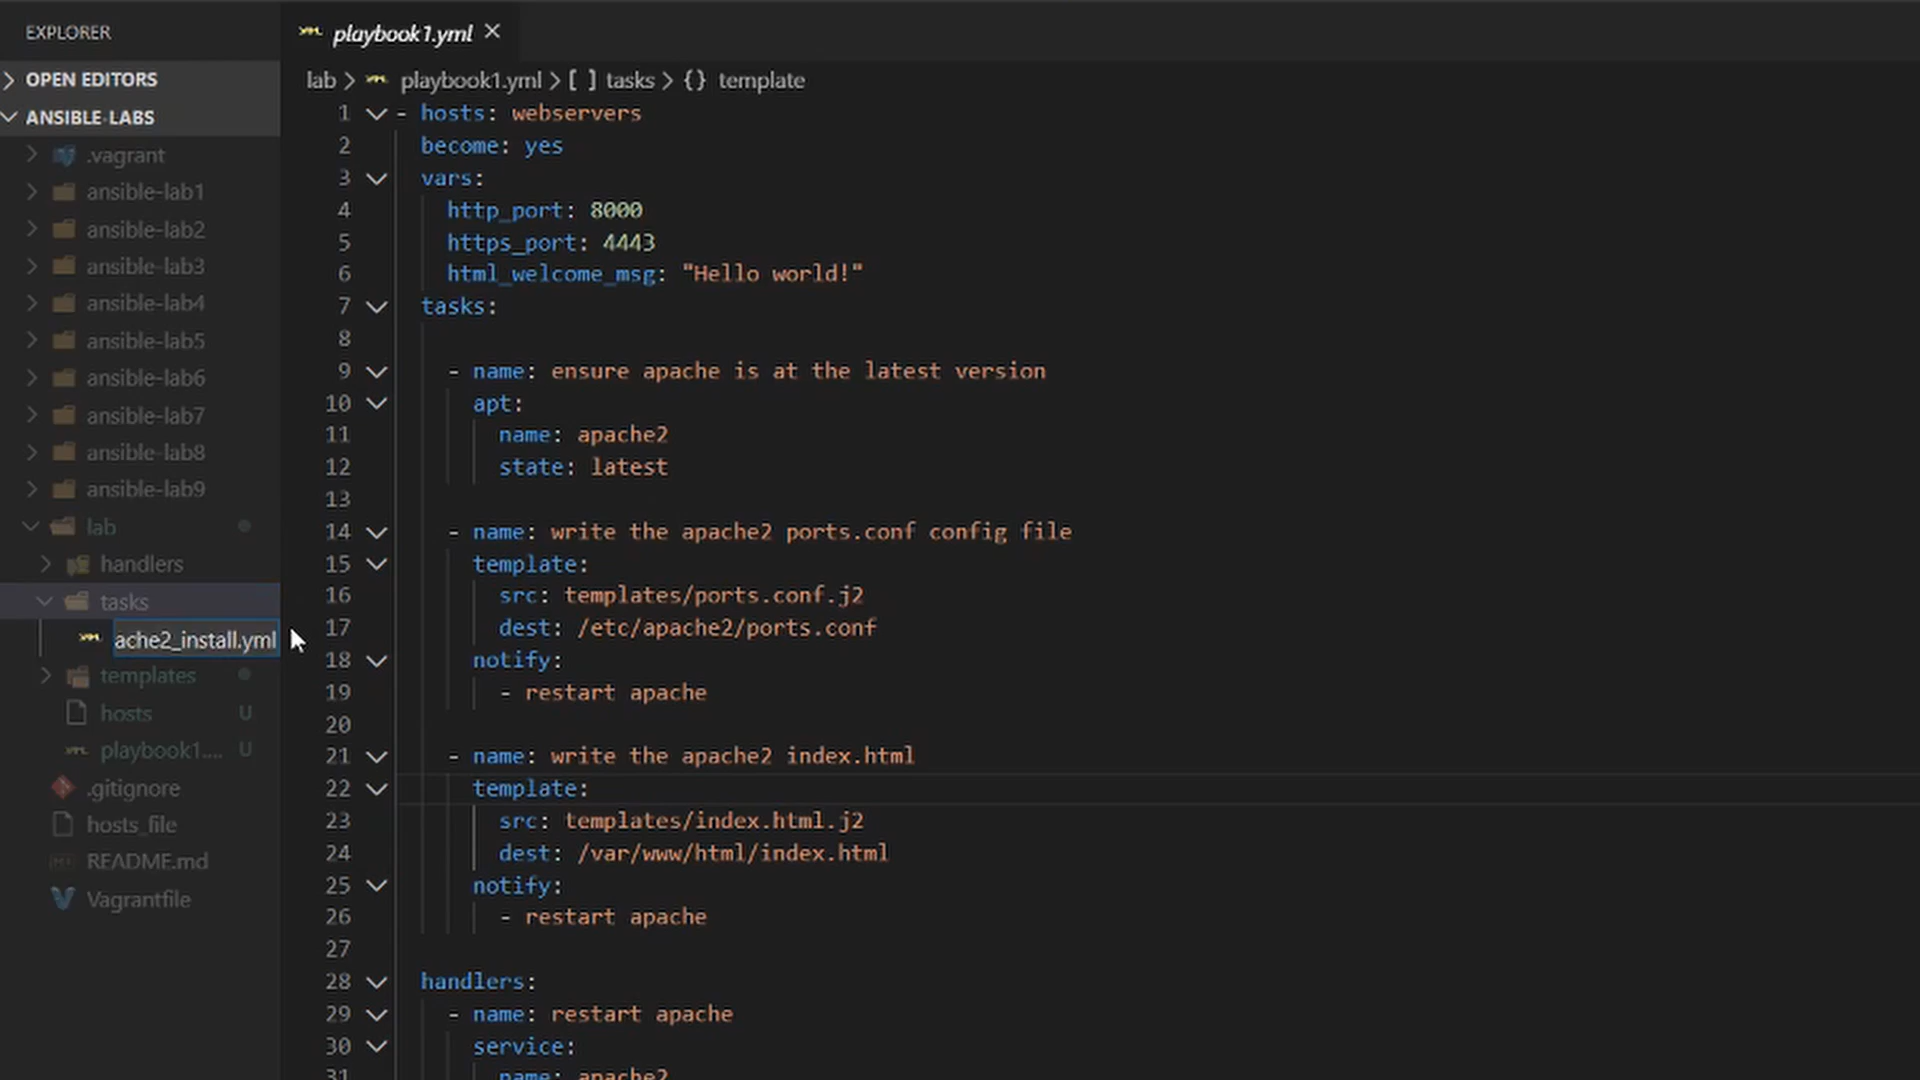 EXPLORER
OPEN EDITORS
ANSIBLE-LABS
.vagrant
ansible-lab1
ansible-lab2
ansible-lab3
ansible-lab4
ansible-lab5
ansible-lab6
ansible-lab7
ansible-lab8
ansible-lab9
lab
handlers
tasks
ache2_install.yml
templates
hosts U
playbook1.... U
.gitignore
hosts_file
README.md
Vagrantfile
playbook1.yml
lab > playbook1.yml > [ ] tasks > {} template
1 - hosts: webservers
2 become: yes
3 vars:
4 http_port: 8000
5 https_port: 4443
6 html_welcome_msg: "Hello world!"
7 tasks:
8
9 - name: ensure apache is at the latest version
10 apt:
11 name: apache2
12 state: latest
13
14 - name: write the apache2 ports.conf config file
15 template:
16 src: templates/ports.conf.j2
17 dest: /etc/apache2/ports.conf
18 notify:
19 - restart apache
20
21 - name: write the apache2 index.html
22 template:
23 src: templates/index.html.j2
24 dest: /var/www/html/index.html
25 notify:
26 - restart apache
27
28 handlers:
29 - name: restart apache
30 service:
31 name: apache2